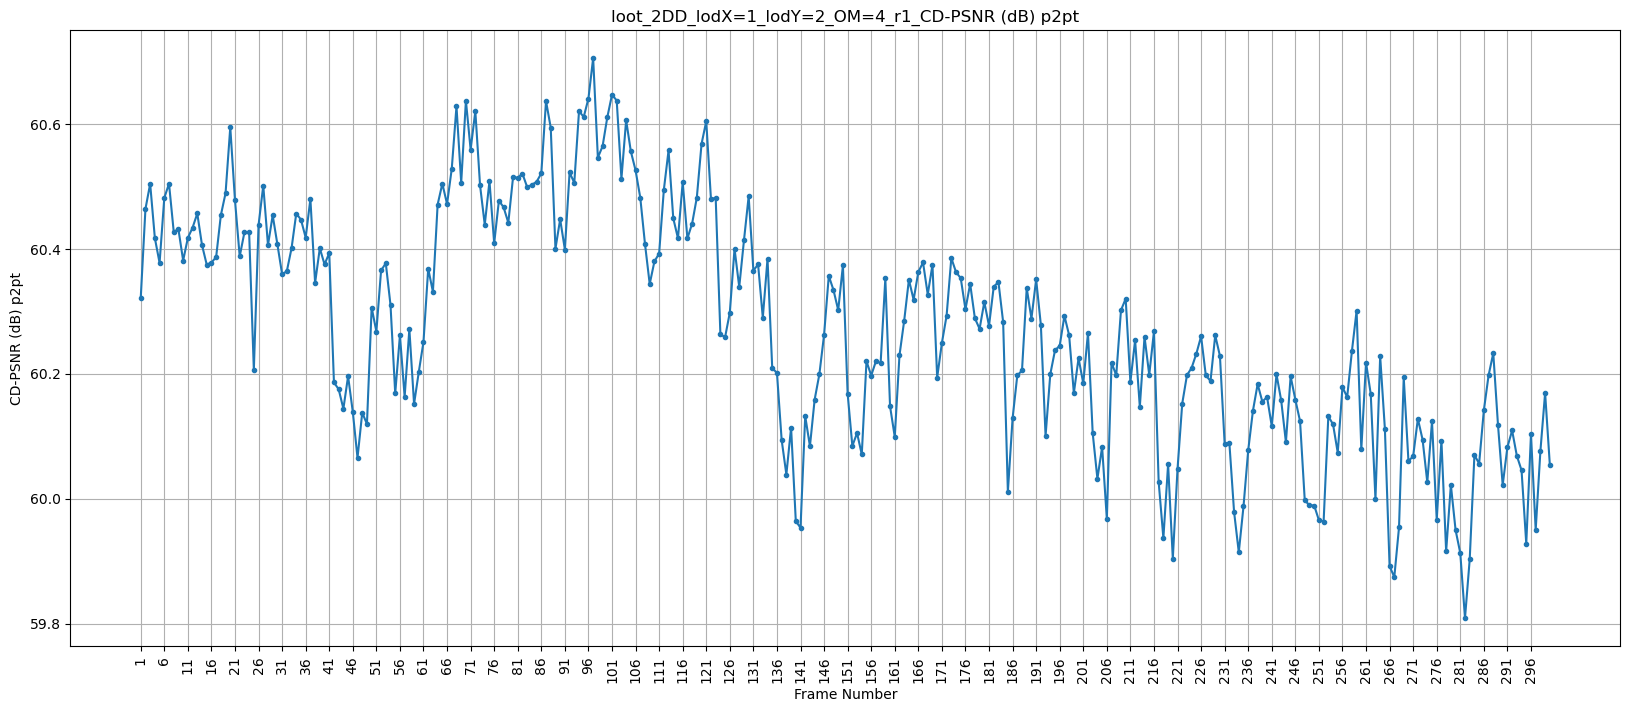 loot_2DD_lodX=1_lodY=2_OM=4_r1_CD-PSNR (dB) p2pt
CD-PSNR (dB) p2pt
60.6
60.4
60.2
60.0
59.8
1 6 11 16 21 26 31 36 41 46 51 56 61 66 71 76 81 86 91 96 101 106 111 116 121 126 131 136 141 146 151 156 161 166 171 176 181 186 191 196 201 206 211 216 221 226 231 236 241 246 251 256 261 266 271 276 281 286 291 296
Frame Number